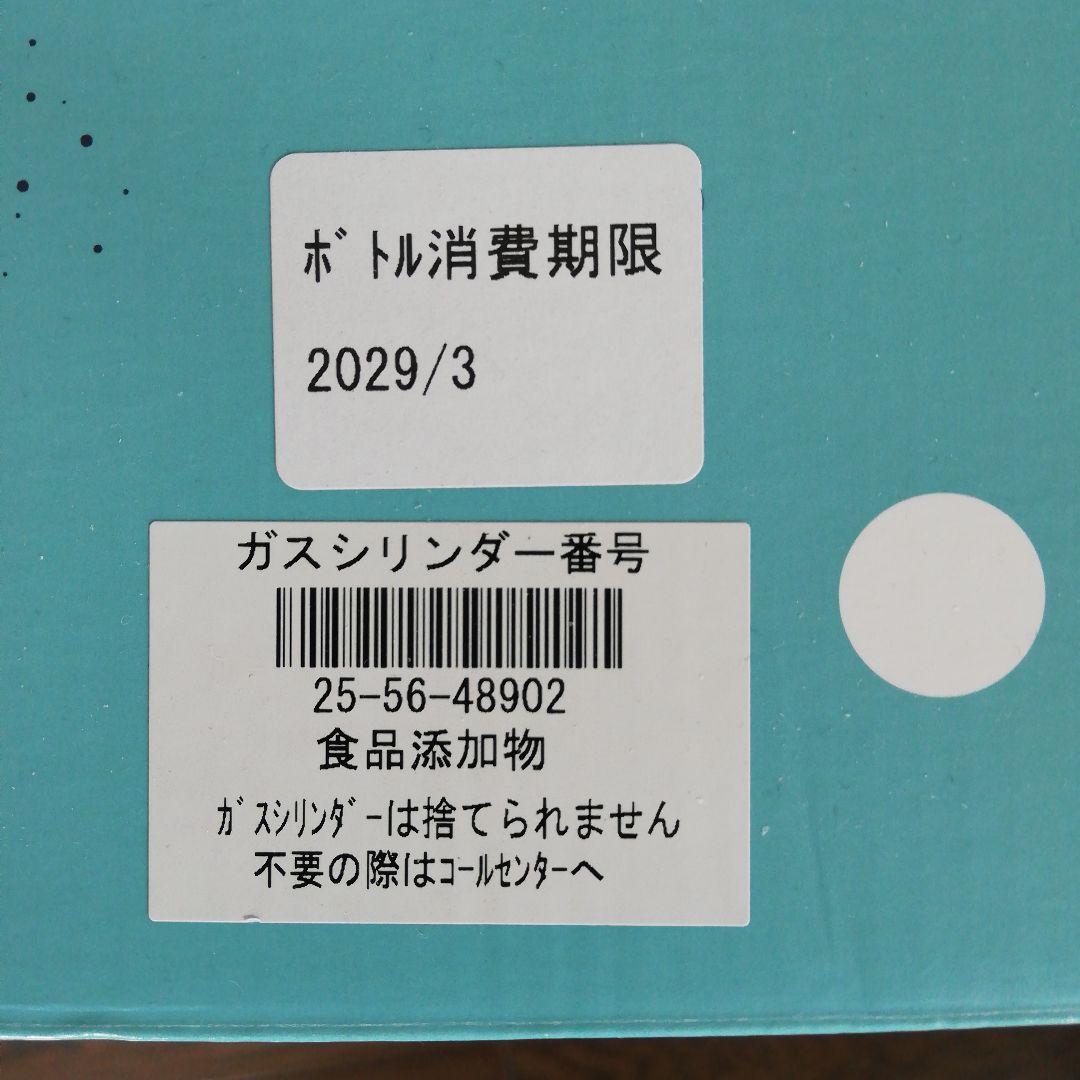 ﾎﾞﾄﾙ消費期限
2029/3
ガスシリンダー番号
25-56-48902
食品添加物
ｶﾞｽｼﾘﾝﾀﾞｰは捨てられません
不要の際はｺｰﾙｾﾝﾀｰへ